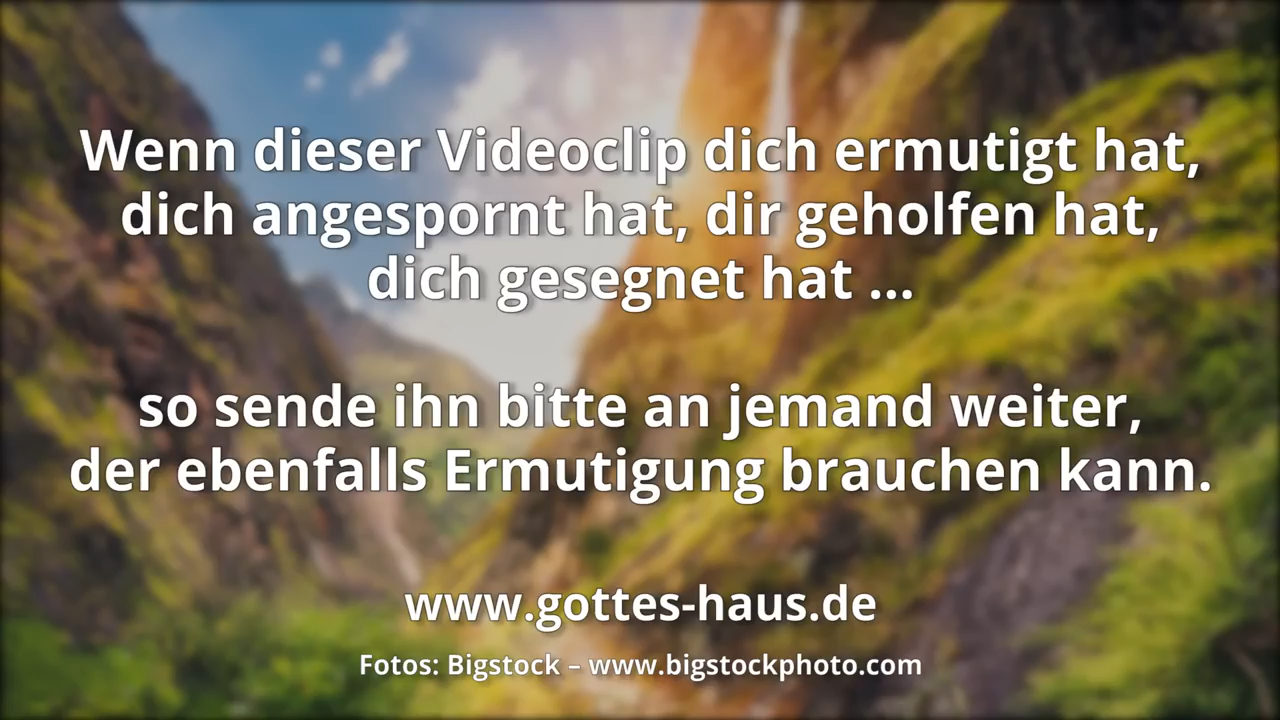 Wenn dieser Videoclip dich ermutigt hat,
dich angespornt hat, dir geholfen hat,
dich gesegnet hat ...
so sende ihn bitte an jemand weiter,
der ebenfalls Ermutigung brauchen kann.
www.gottes-haus.de
Fotos: Bigstock – www.bigstockphoto.com